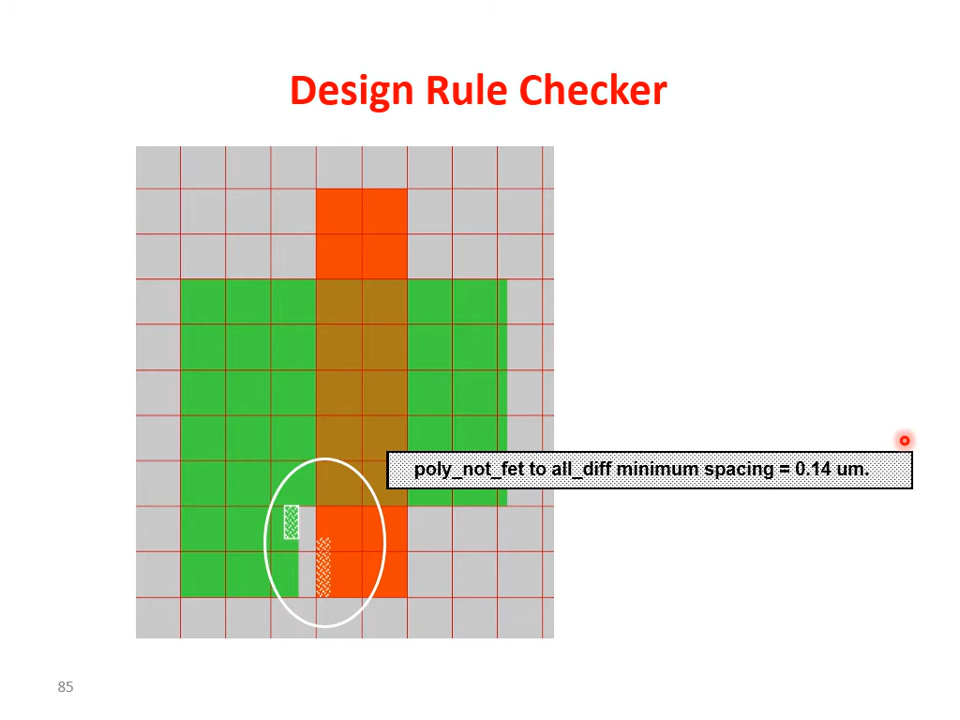 Design Rule Checker
poly_not_fet to all_diff minimum spacing = 0.14 um.
85